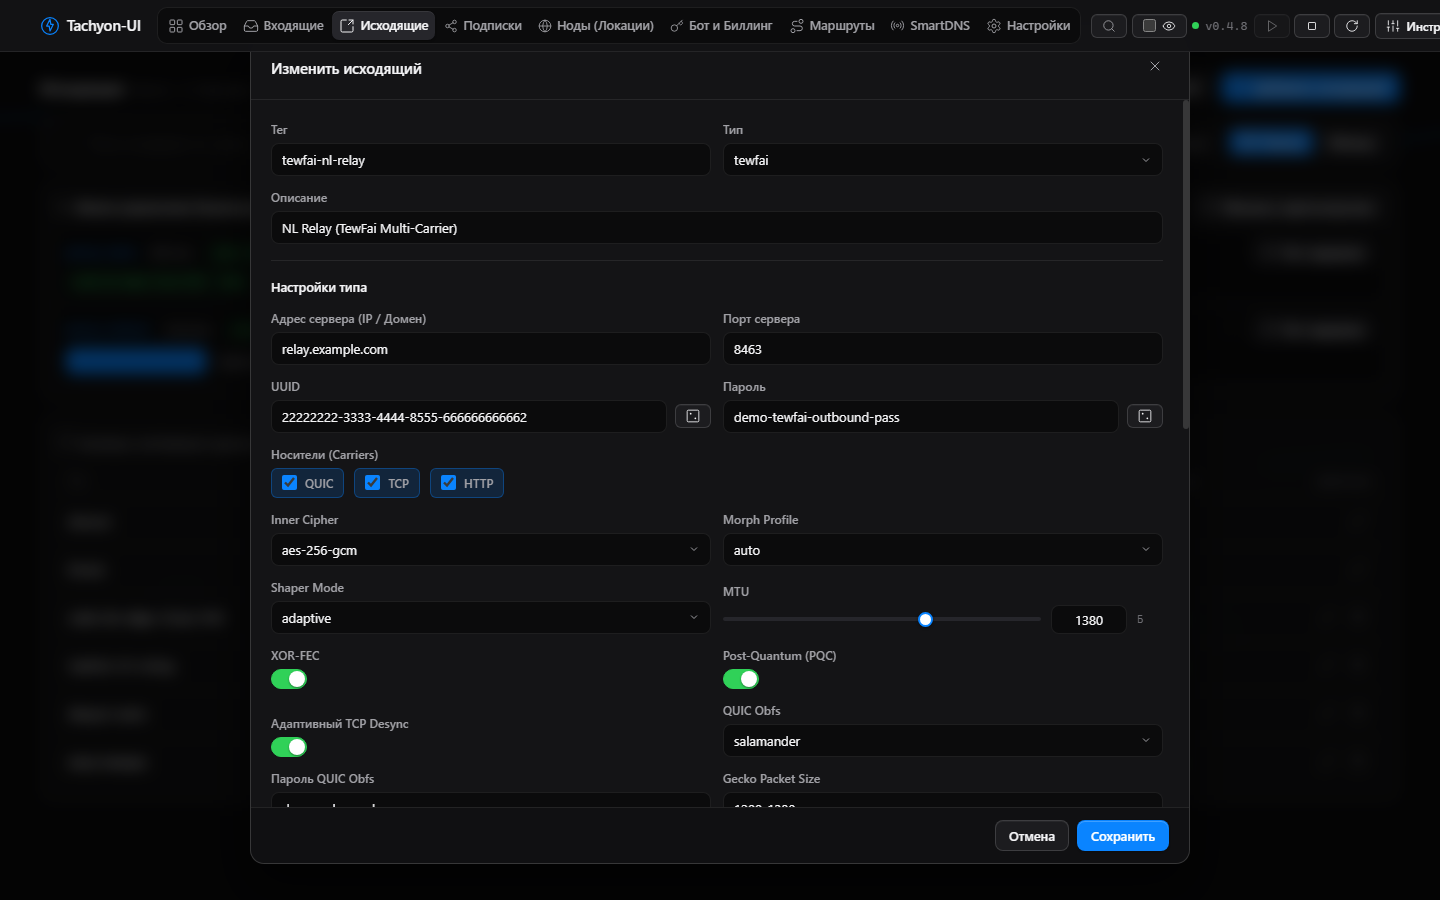 Tachyon-UI
Обзор
Входящие
Исходящие
Подписки
Ноды (Локации)
Бот и Биллинг
Маршруты
SmartDNS
Настройки
v0.4.8
Инстр
Изменить исходящий
Тег
Тип
tewfai-nl-relay
tewfai
Описание
NL Relay (TewFai Multi-Carrier)
Настройки типа
Адрес сервера (IP / Домен)
Порт сервера
relay.example.com
8463
UUID
Пароль
22222222-3333-4444-8555-666666666662
demo-tewfai-outbound-pass
Носители (Carriers)
QUIC
TCP
HTTP
Inner Cipher
Morph Profile
aes-256-gcm
auto
Shaper Mode
MTU
adaptive
1380
Б
XOR-FEC
Post-Quantum (PQC)
Адаптивный TCP Desync
QUIC Obfs
salamander
Пароль QUIC Obfs
Gecko Packet Size
Отмена
Сохранить